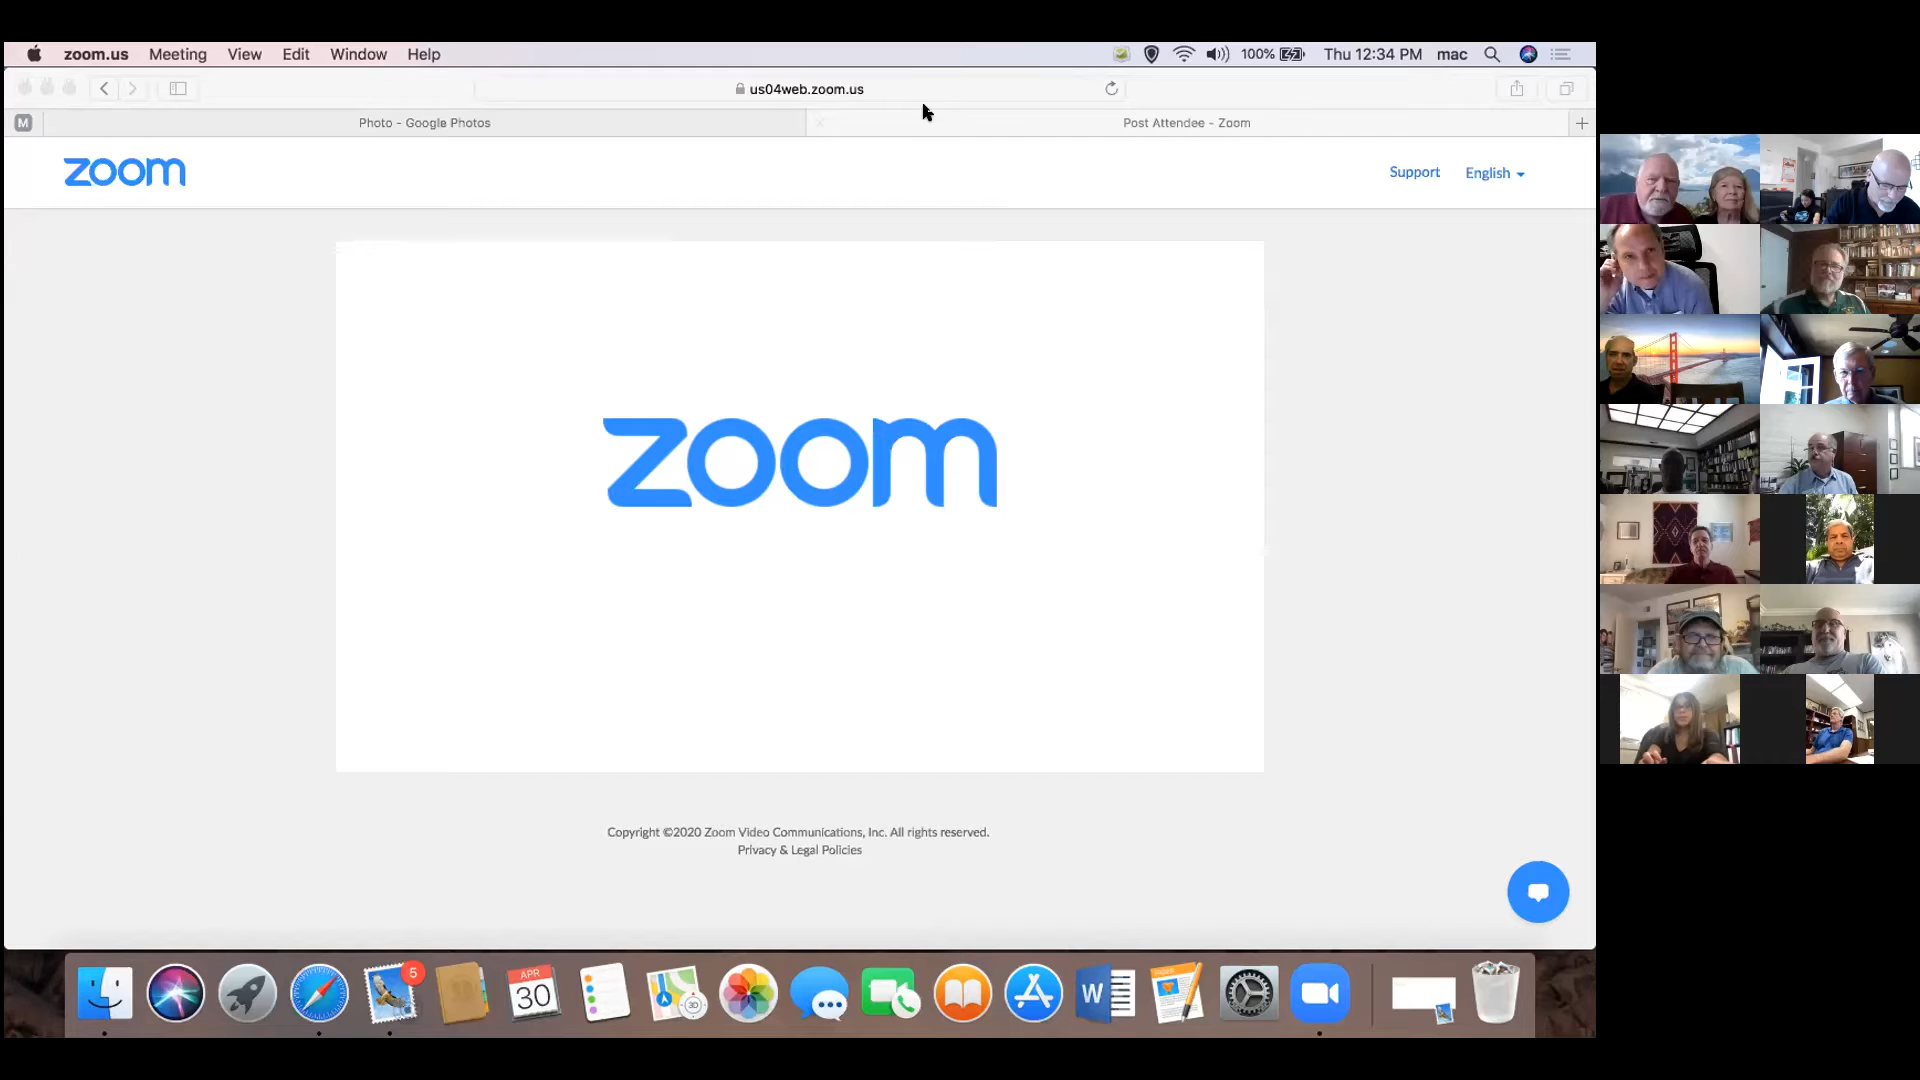 zoom.us Meeting View Edit Window Help 100% Thu 12:34 PM mac
us04web.zoom.us
M Photo - Google Photos Post Attendee - Zoom
zoom Support English
zoom
Copyright ©2020 Zoom Video Communications, Inc. All rights reserved.
Privacy & Legal Policies
5
APR
30
3D
W